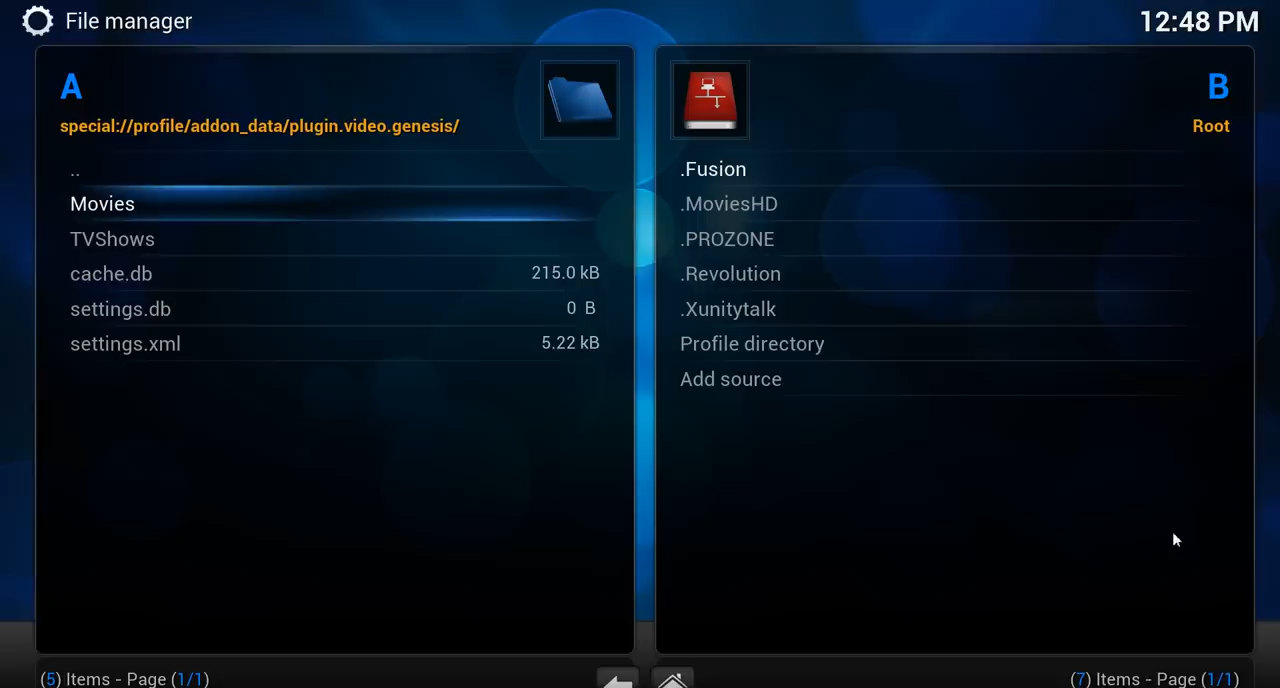 File manager
12:48 PM
A
special://profile/addon_data/plugin.video.genesis/
..
Movies
TVShows
cache.db 215.0 kB
settings.db 0 B
settings.xml 5.22 kB
(5) Items - Page (1/1)
B
Root
.Fusion
.MoviesHD
.PROZONE
.Revolution
.Xunitytalk
Profile directory
Add source
(7) Items - Page (1/1)